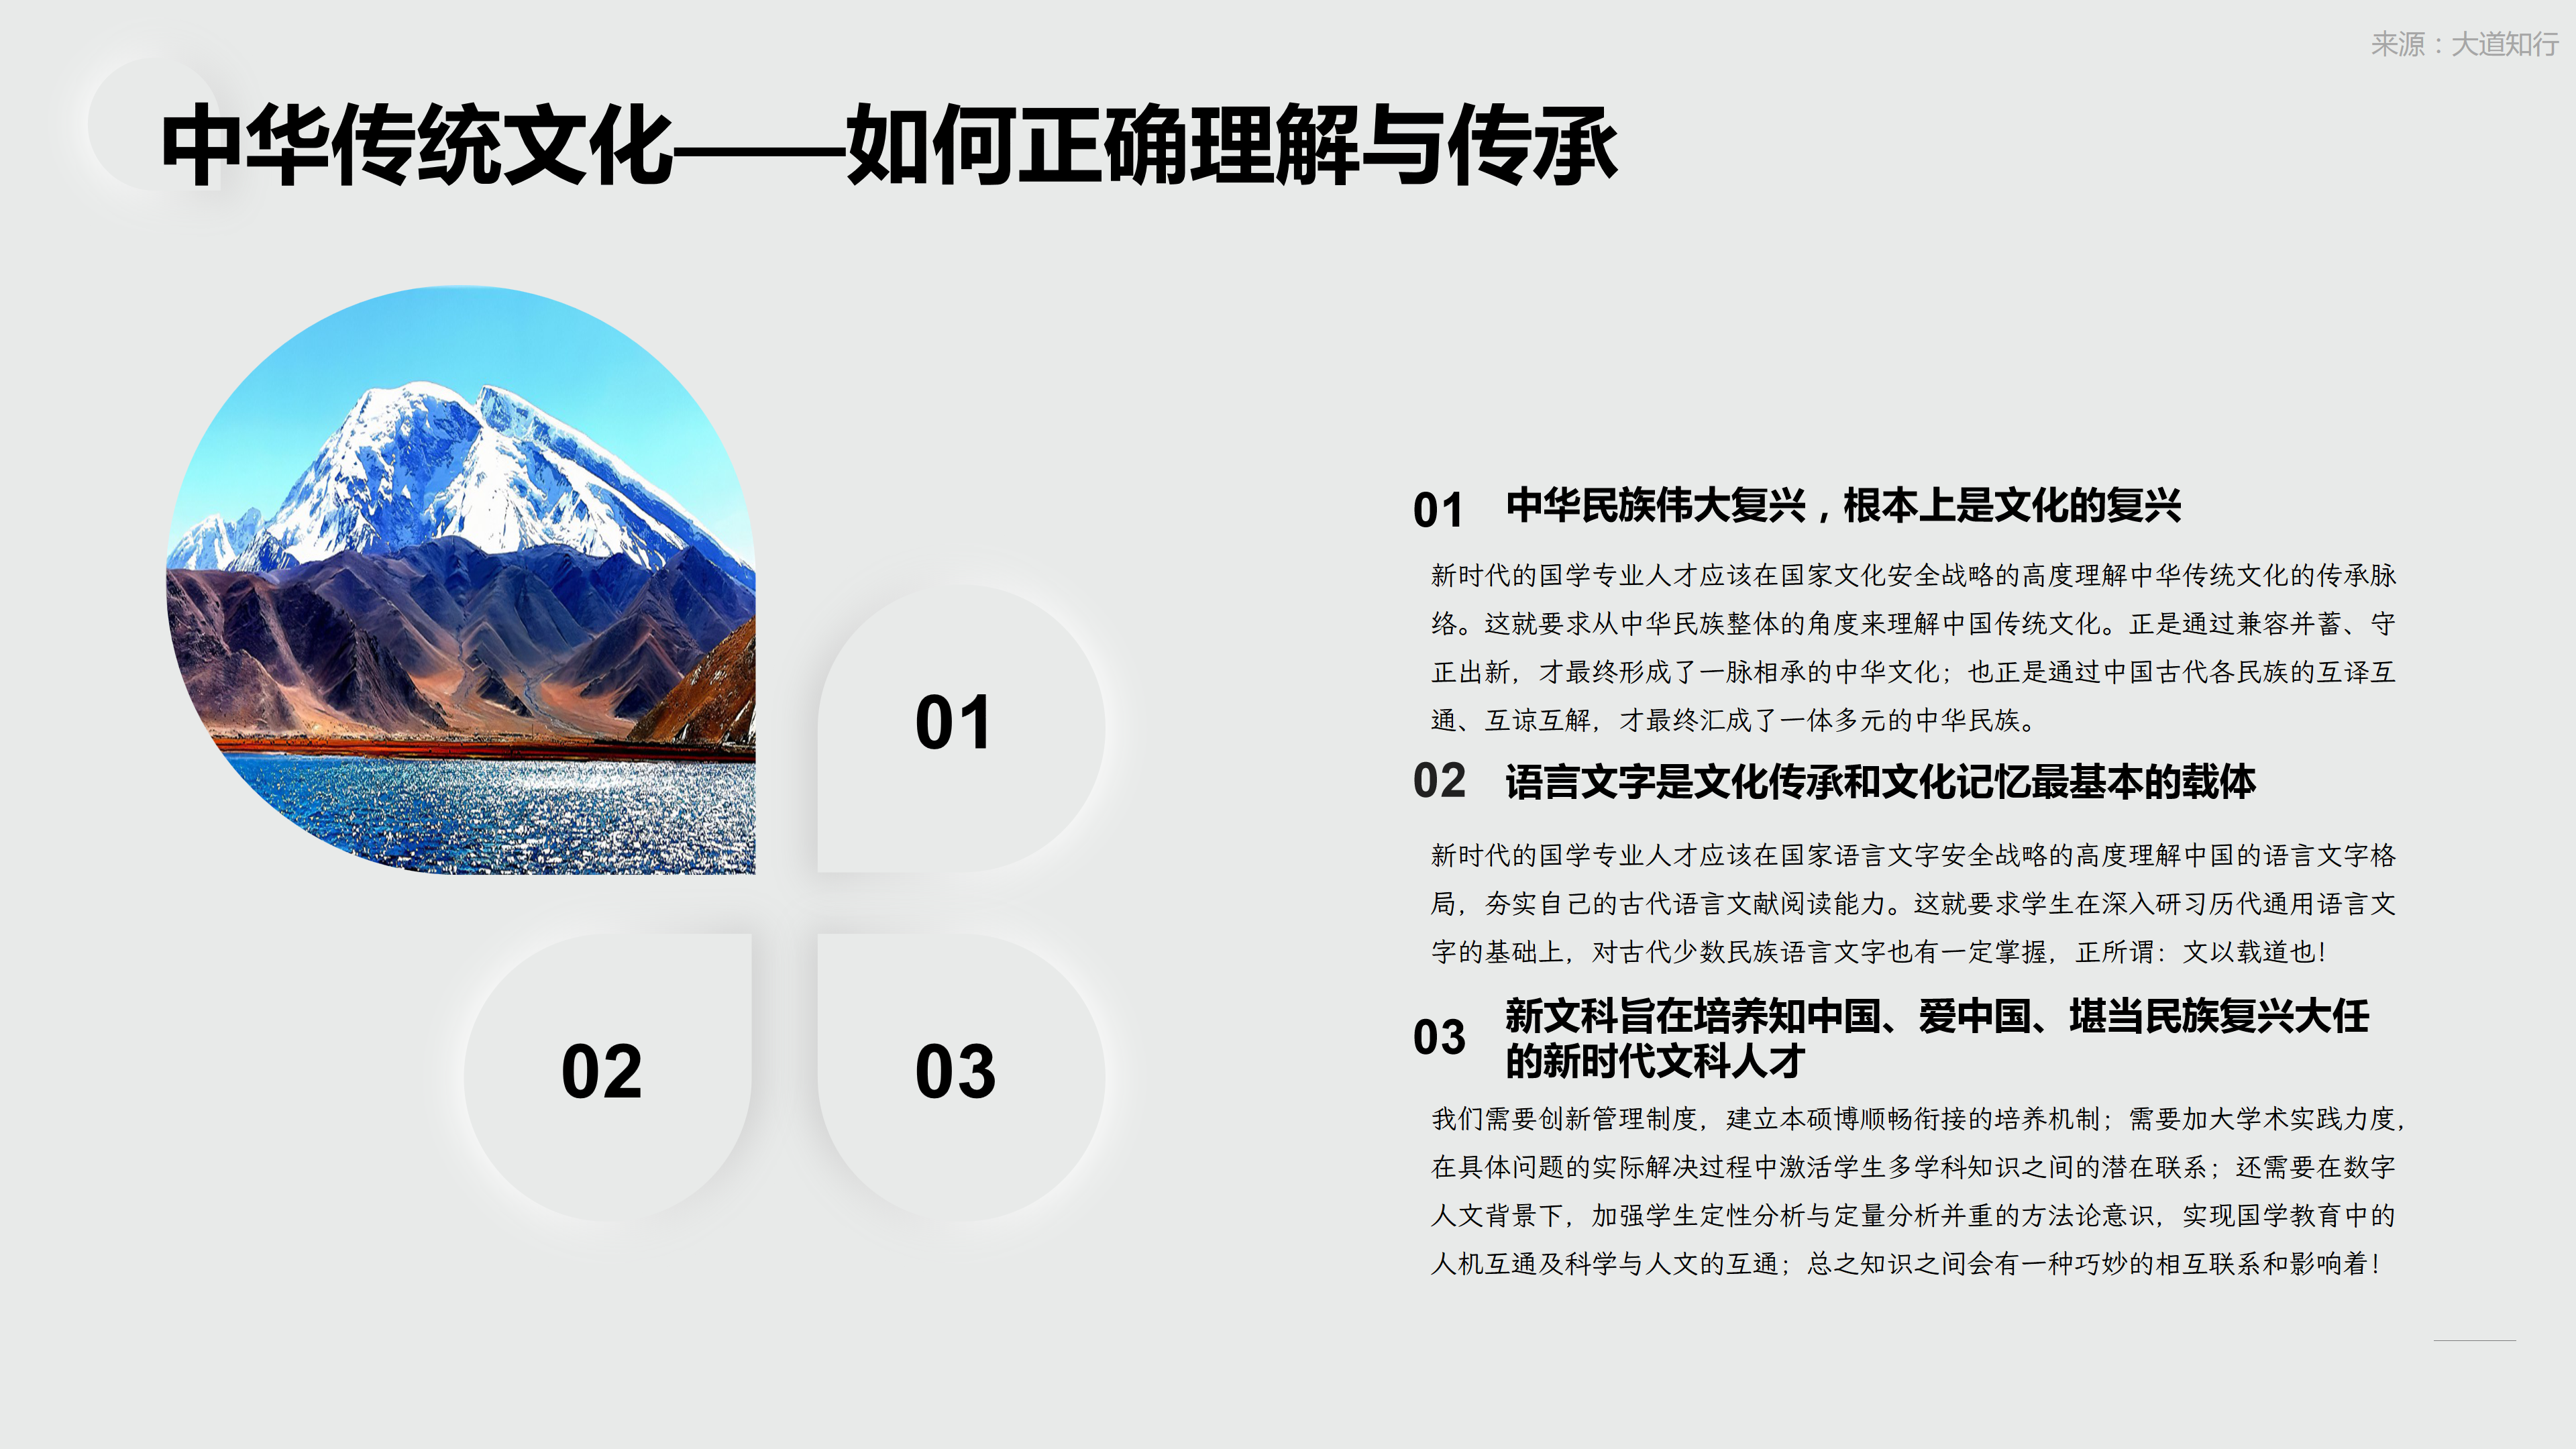 来源：大道知行
中华传统文化——如何正确理解与传承
01
02
03
01 中华民族伟大复兴，根本上是文化的复兴
新时代的国学专业人才应该在国家文化安全战略的高度理解中华传统文化的传承脉
络。这就要求从中华民族整体的角度来理解中国传统文化。正是通过兼容并蓄、守
正出新，才最终形成了一脉相承的中华文化；也正是通过中国古代各民族的互译互
通、互谅互解，才最终汇成了一体多元的中华民族。
02 语言文字是文化传承和文化记忆最基本的载体
新时代的国学专业人才应该在国家语言文字安全战略的高度理解中国的语言文字格
局，夯实自己的古代语言文献阅读能力。这就要求学生在深入研习历代通用语言文
字的基础上，对古代少数民族语言文字也有一定掌握，正所谓：文以载道也！
03 新文科旨在培养知中国、爱中国、堪当民族复兴大任
的新时代文科人才
我们需要创新管理制度，建立本硕博顺畅衔接的培养机制；需要加大学术实践力度，
在具体问题的实际解决过程中激活学生多学科知识之间的潜在联系；还需要在数字
人文背景下，加强学生定性分析与定量分析并重的方法论意识，实现国学教育中的
人机互通及科学与人文的互通；总之知识之间会有一种巧妙的相互联系和影响着！